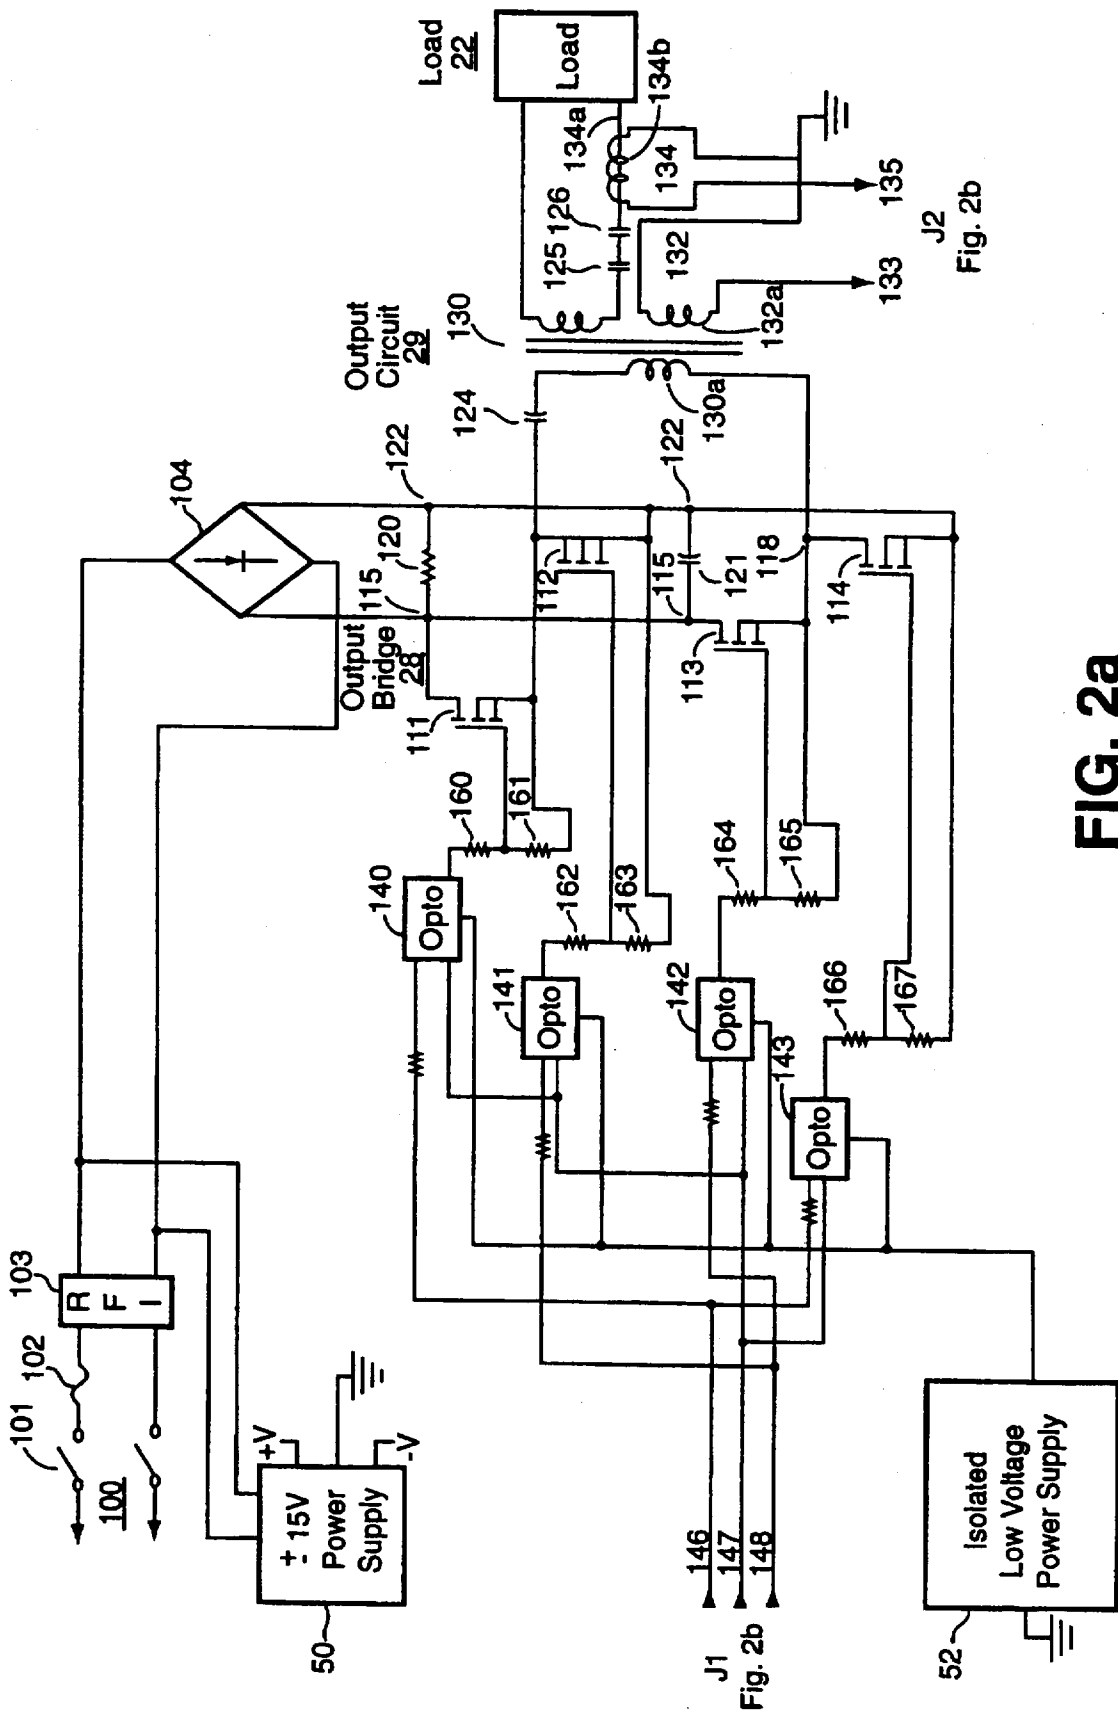 100
101
102
103
R F I
104
+V
-V
± 15V
Power
Supply
50
Output
Bridge
28
115
120
122
111
160
161
140
Opto
112
162
163
141
Opto
115
121
122
113
164
165
142
Opto
118
114
166
167
143
Opto
Output
Circuit
29
124
130
130a
125
126
132
132a
133
134
134a
134b
135
J2
Fig. 2b
Load
22
Load
146
147
148
J1
Fig. 2b
Isolated
Low Voltage
Power Supply
52
FIG. 2a